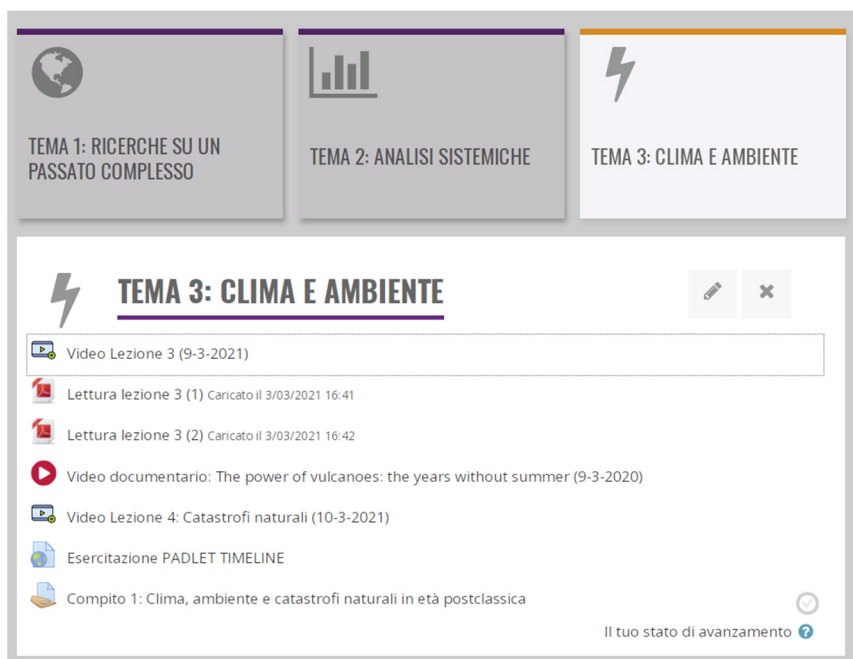 TEMA 1: RICERCHE SU UN
PASSATO COMPLESSO
TEMA 2: ANALISI SISTEMICHE
TEMA 3: CLIMA E AMBIENTE
TEMA 3: CLIMA E AMBIENTE
Video Lezione 3 (9-3-2021)
Lettura lezione 3 (1) Caricato il 3/03/2021 16:41
Lettura lezione 3 (2) Caricato il 3/03/2021 16:42
Video documentario: The power of vulcanoes: the years without summer (9-3-2020)
Video Lezione 4: Catastrofi naturali (10-3-2021)
Esercitazione PADLET TIMELINE
Compito 1: Clima, ambiente e catastrofi naturali in età postclassica
Il tuo stato di avanzamento